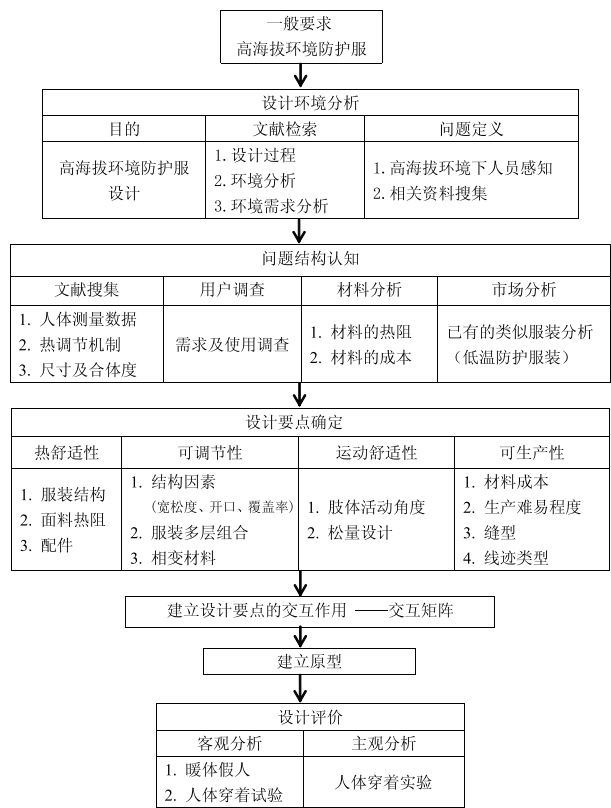 一般要求
高海拔环境防护服
设计环境分析
目的
文献检索
问题定义
高海拔环境防护服
设计
1. 设计过程
2. 环境分析
3. 环境需求分析
1. 高海拔环境下人员感知
2. 相关资料搜集
问题结构认知
文献搜集
用户调查
材料分析
市场分析
1. 人体测量数据
2. 热调节机制
3. 尺寸及合体度
需求及使用调查
1. 材料的热阻
2. 材料的成本
已有的类似服装分析
（低温防护服装）
设计要点确定
热舒适性
可调节性
运动舒适性
可生产性
1. 服装结构
2. 面料热阻
3. 配件
1. 结构因素
(宽松度、开口、覆盖率)
2. 服装多层组合
3. 相变材料
1. 肢体活动角度
2. 松量设计
1. 材料成本
2. 生产难易程度
3. 缝型
4. 线迹类型
建立设计要点的交互作用 ——交互矩阵
建立原型
设计评价
客观分析
主观分析
1. 暖体假人
2. 人体穿着试验
人体穿着实验